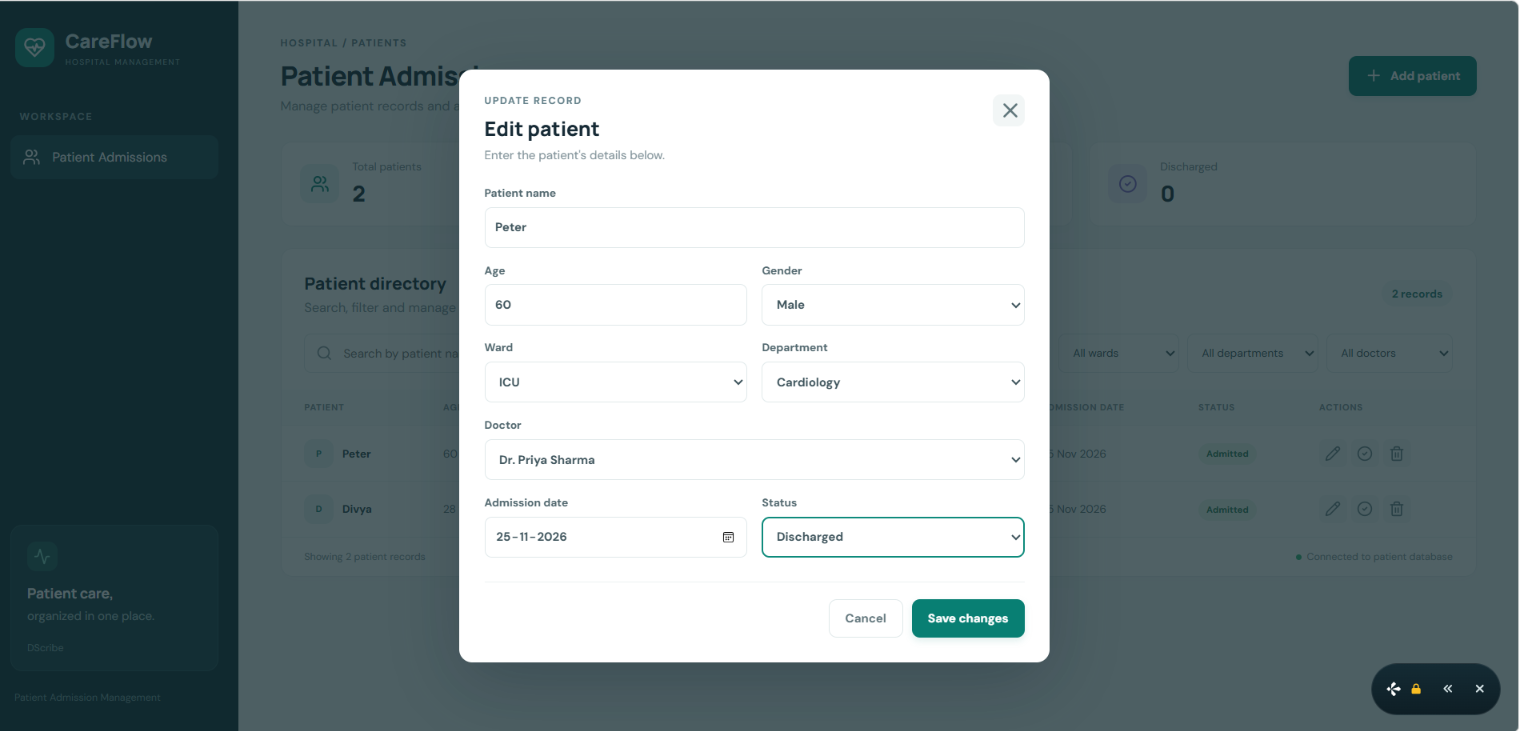 CareFlow
HOSPITAL MANAGEMENT
WORKSPACE
Patient Admissions
Patient care,
organized in one place.
DScribe
Patient Admission Management
HOSPITAL / PATIENTS
Patient
Manage patient records and
Add patient
Total patients
2
Discharged
0
Patient directory
Search, filter and manage
2 records
Search by patient
All wards
All departments
All doctors
PATIENT
STATUS
ACTIONS
DATE
P
Peter
60
Nov 2026
Admitted
D
Divya
28
Nov 2026
Admitted
Showing 2 patient records
Connected to patient database
UPDATE RECORD
Edit patient
Enter the patient's details below.
Patient name
Peter
Age
Gender
60
Male
Ward
Department
ICU
Cardiology
Doctor
Dr. Priya Sharma
Admission date
Status
25-11-2026
Discharged
Cancel
Save changes